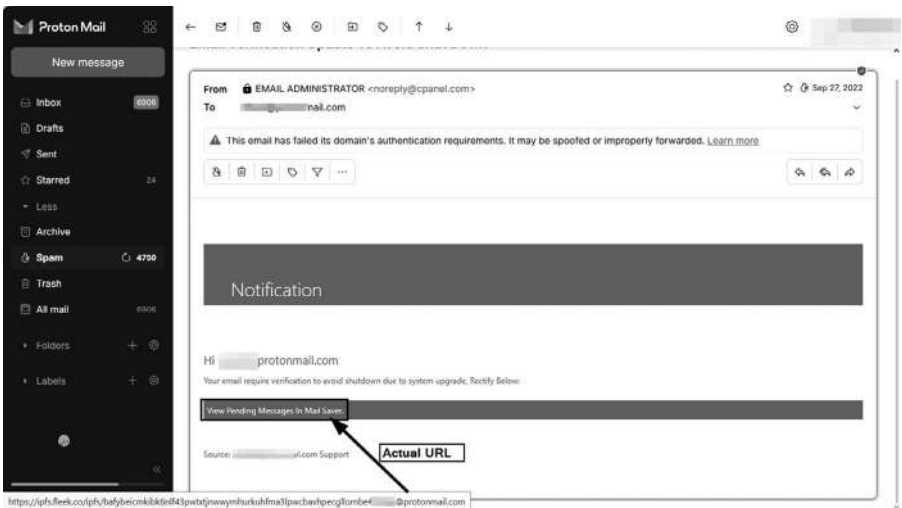 Proton Mail
New message
Inbox 6906
Drafts
Sent
Starred 24
Less
Archive
Spam 4750
Trash
All mail 6906
Folders
Labels
From EMAIL ADMINISTRATOR <noreply@cpanel.com>
Sep 27, 2022
To mail.com
This email has failed its domain's authentication requirements. It may be spoofed or improperly forwarded. Learn more
Notification
Hi protonmail.com
Your email require verification to avoid shutdown due to system upgrade, Rectify Below:
View Pending Messages In Mail Saver.
Source: .com Support
Actual URL
@protonmail.com